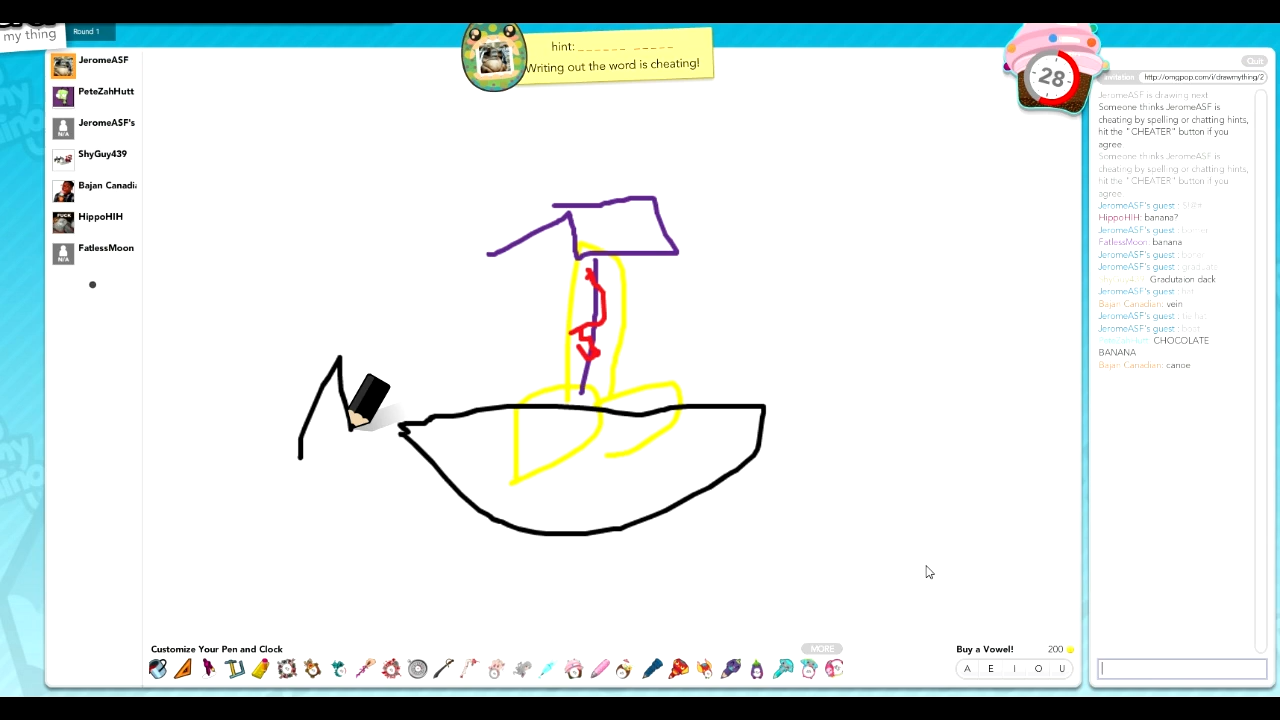 my thing
Round 1
hint: ______ _____
Writing out the word is cheating!
28
JeromeASF
PeteZahHutt
JeromeASF's
ShyGuy439
Bajan Canadi
HippoHIH
FatlessMoon
Quit
invitation http://omgpop.com/i/drawmything/2
JeromeASF is drawing next
Someone thinks JeromeASF is
cheating by spelling or chatting hints,
hit the "CHEATER" button if you
agree
Someone thinks JeromeASF is
cheating by spelling or chatting hints,
hit the "CHEATER" button if you
agree
JeromeASF's guest :
HippoHIH: banana?
JeromeASF's guest :
FatlessMoon: banana
JeromeASF's guest :
JeromeASF's guest :
Gradutaion dack
JeromeASF's guest :
Bajan Canadian: vein
JeromeASF's guest :
JeromeASF's guest :
CHOCOLATE
BANANA
Bajan Canadian: canoe
Customize Your Pen and Clock
MORE
Buy a Vowel! 200
A E I O U